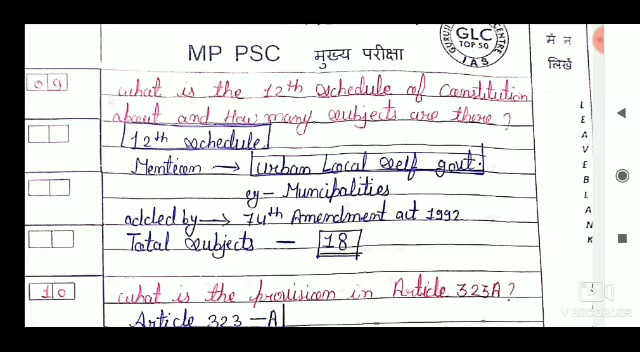 GLC
TOP 50
IAS
MP PSC मुख्य परीक्षा
में न
लिखें
09 what is the 12th schedule of Constitution
about and How many subjects are there?
12th schedule
Mention → urban Local self govt.
eg - Muncipalities
added by → 74th Amendment act 1992
Total subjects - 18
10 what is the provision in Article 323A?
Article 323-A
LEAVE BLANK
V RECORDER